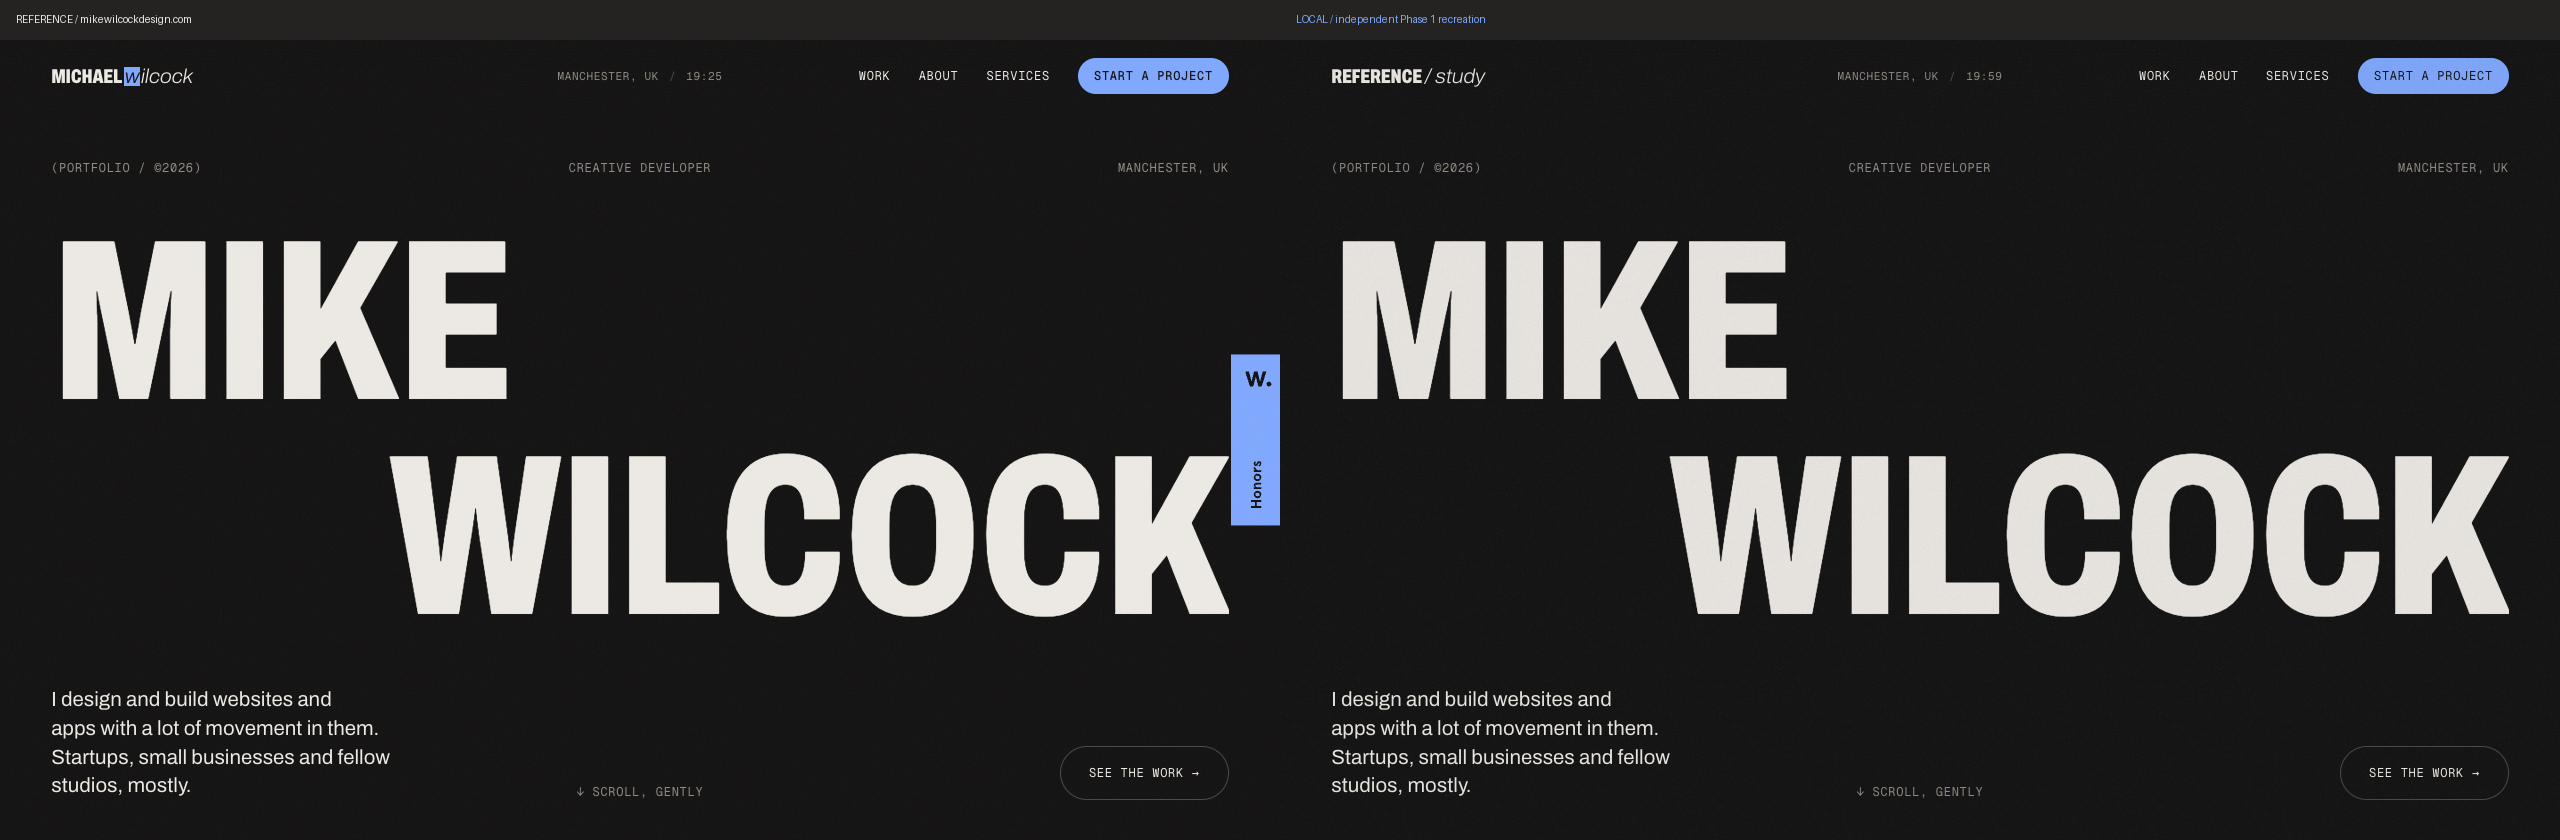 REFERENCE / mikewilcockdesign.com
MICHAELwilcock
MANCHESTER, UK / 19:25
WORK ABOUT SERVICES START A PROJECT
(PORTFOLIO / ©2026)
CREATIVE DEVELOPER
MANCHESTER, UK
MIKE
WILCOCK
W.
Honors
I design and build websites and
apps with a lot of movement in them.
Startups, small businesses and fellow
studios, mostly.
↓ SCROLL, GENTLY
SEE THE WORK →
LOCAL / independent Phase 1 recreation
REFERENCE / study
MANCHESTER, UK / 19:59
WORK ABOUT SERVICES START A PROJECT
(PORTFOLIO / ©2026)
CREATIVE DEVELOPER
MANCHESTER, UK
MIKE
WILCOCK
I design and build websites and
apps with a lot of movement in them.
Startups, small businesses and fellow
studios, mostly.
↓ SCROLL, GENTLY
SEE THE WORK →